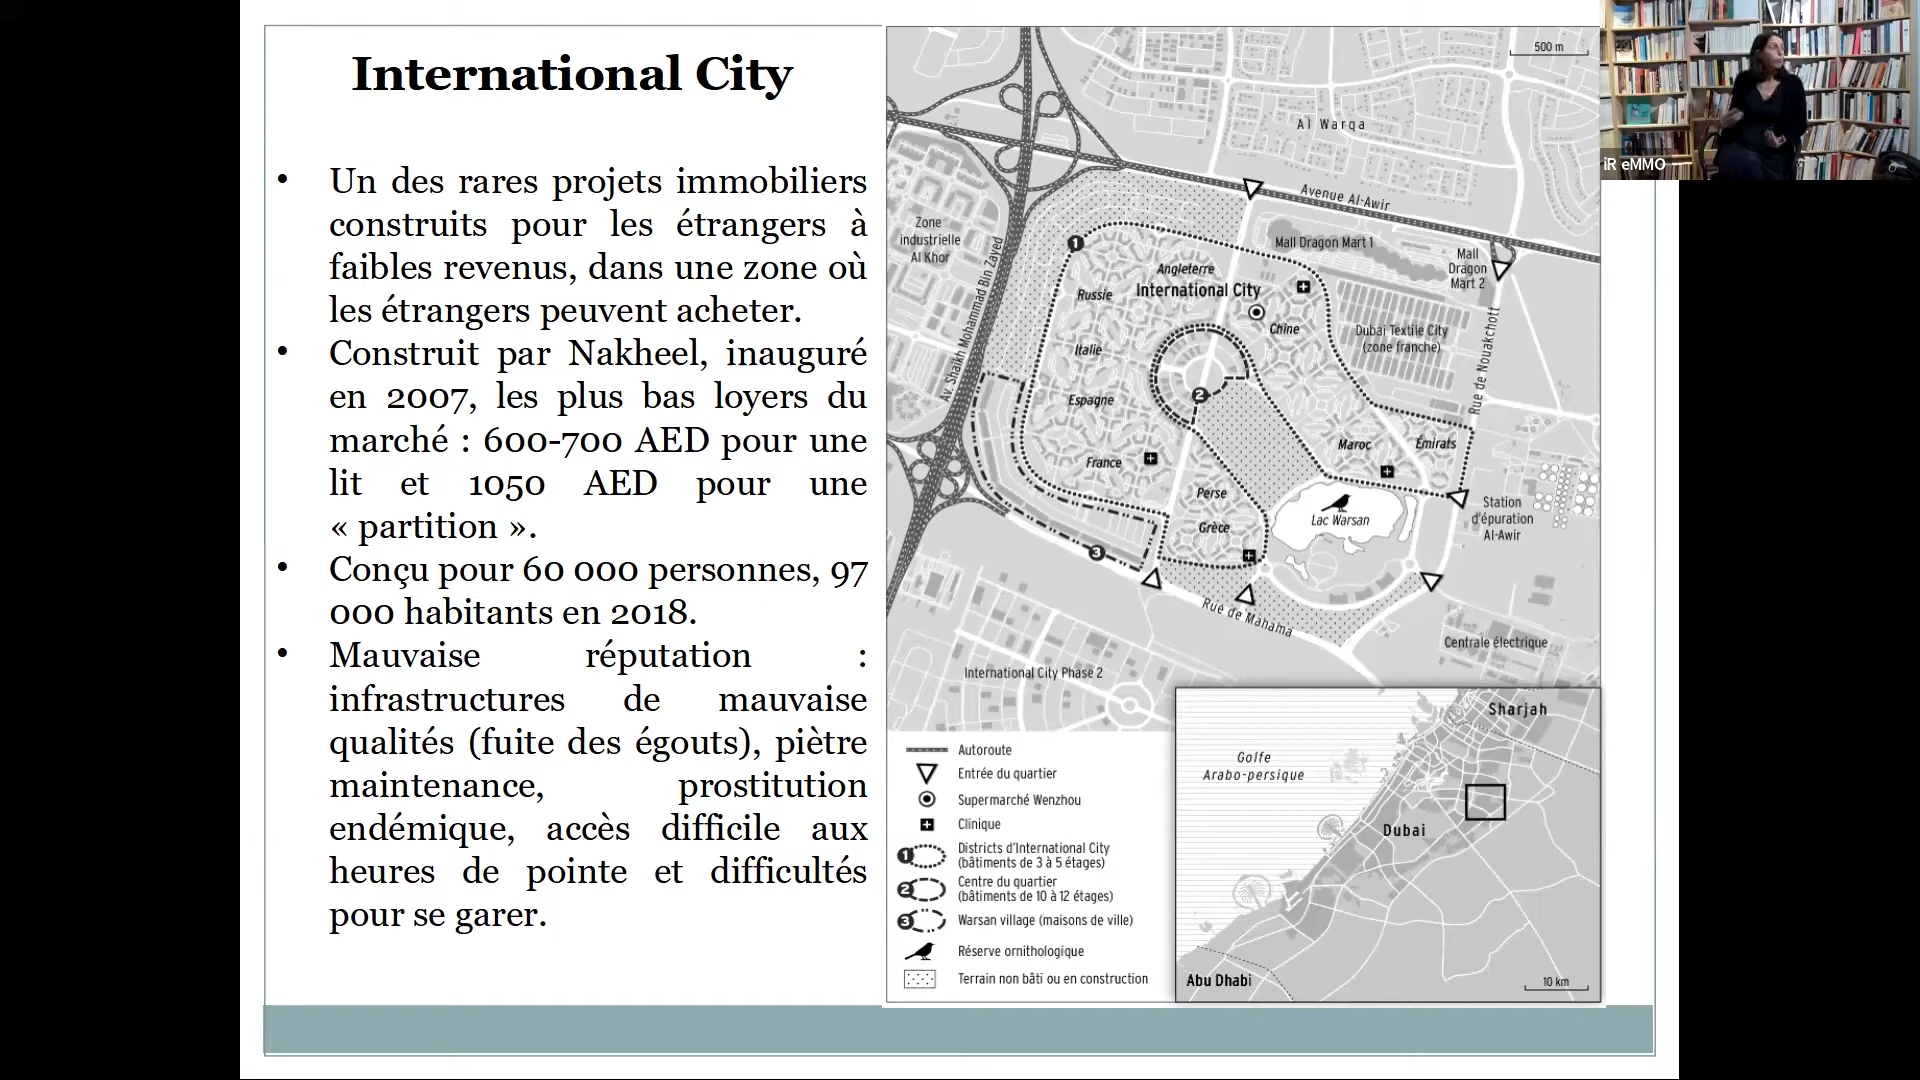 International City
• Un des rares projets immobiliers
construits pour les étrangers à
faibles revenus, dans une zone où
les étrangers peuvent acheter.
• Construit par Nakheel, inauguré
en 2007, les plus bas loyers du
marché : 600-700 AED pour une
lit et 1050 AED pour une
« partition ».
• Conçu pour 60 000 personnes, 97
000 habitants en 2018.
• Mauvaise réputation :
infrastructures de mauvaise
qualités (fuite des égouts), piètre
maintenance, prostitution
endémique, accès difficile aux
heures de pointe et difficultés
pour se garer.
500 m
Al Warqa
Avenue Al-Awir
Zone
industrielle
Al Khor
Av. Shaikh Mohammad Bin Zayed
Mall Dragon Mart 1
Mall
Dragon
Mart 2
1
Angleterre
International City
Russie
Chine
Dubai Textile City
(zone franche)
Rue de Nouakchott
Italie
2
Espagne
Maroc
Émirats
France
Perse
Grèce
Lac Warsan
Station
d'épuration
Al-Awir
3
Rue de Mahama
Centrale électrique
International City Phase 2
Autoroute
Entrée du quartier
Supermarché Wenzhou
Clinique
1 Districts d'International City
(bâtiments de 3 à 5 étages)
2 Centre du quartier
(bâtiments de 10 à 12 étages)
3 Warsan village (maisons de ville)
Réserve ornithologique
Terrain non bâti ou en construction
Sharjah
Golfe
Arabo-persique
Dubai
Abu Dhabi
10 km
iR eMMO